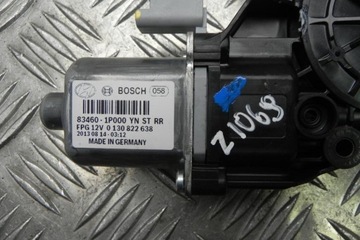 BOSCH 058
83460-1P000 YN ST RR
FPG 12V 0 130 822 638
2013 08 14 - 03:12
MADE IN GERMANY
Z1069